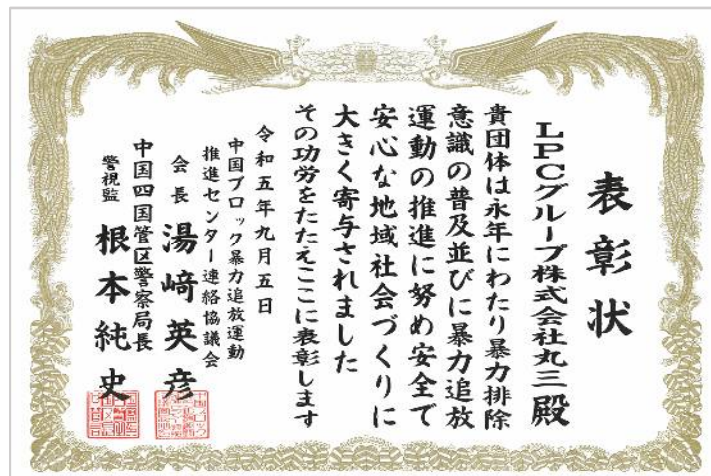 表彰状
LPCグループ株式会社丸三殿
貴団体は永年にわたり暴力排除
意識の普及並びに暴力追放
運動の推進に努め安全で
安心な地域社会づくりに
大きく寄与されました
その功労をたたえここに表彰します
令和五年九月五日
中国ブロック暴力追放運動
推進センター連絡協議会
会長 湯﨑英彦
中国四国管区警察局長
警視監 根本純史